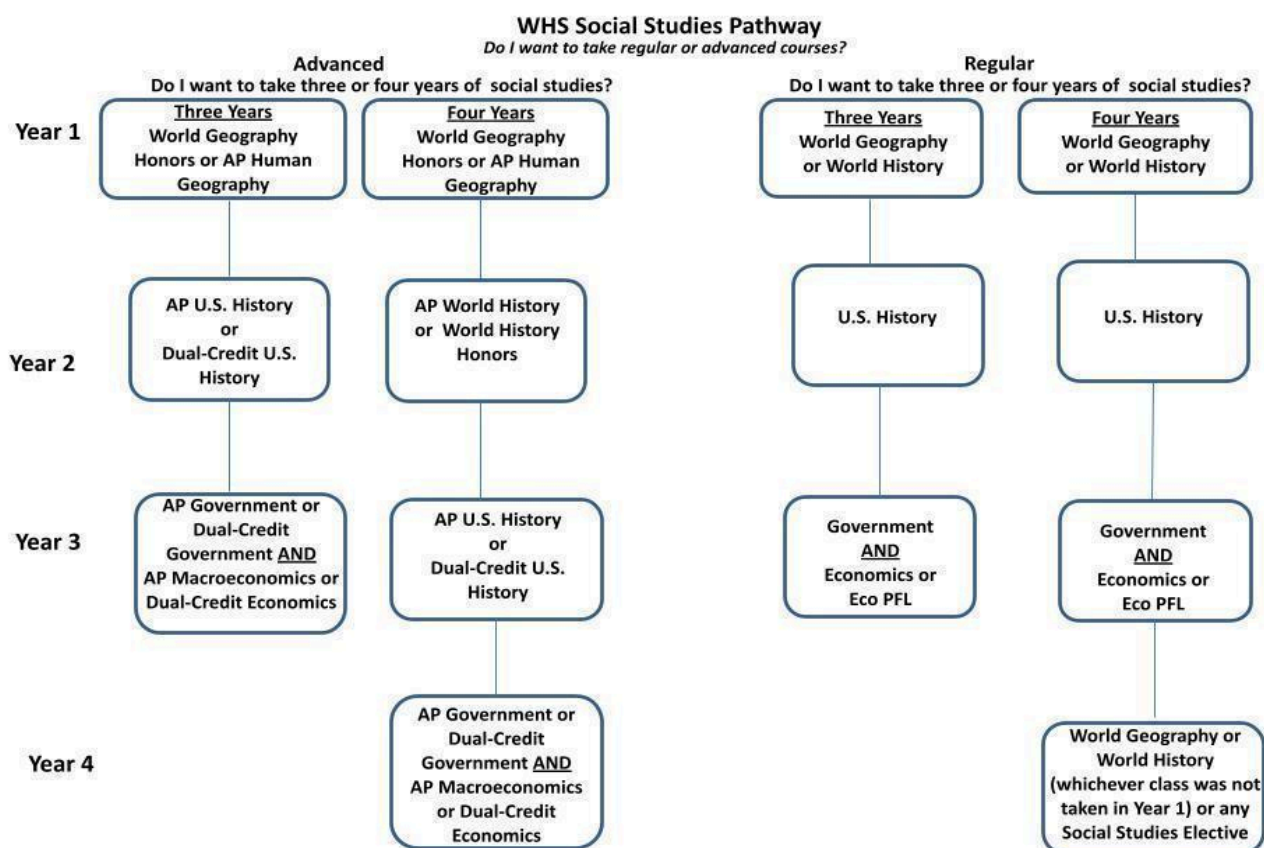 WHS Social Studies Pathway
Do I want to take regular or advanced courses?
Advanced
Do I want to take three or four years of social studies?
Regular
Do I want to take three or four years of social studies?
Year 1
Three Years
World Geography
Honors or AP Human
Geography
Four Years
World Geography
Honors or AP Human
Geography
Three Years
World Geography
or World History
Four Years
World Geography
or World History
Year 2
AP U.S. History
or
Dual-Credit U.S.
History
AP World History
or World History
Honors
U.S. History
U.S. History
Year 3
AP Government or
Dual-Credit
Government AND
AP Macroeconomics or
Dual-Credit Economics
AP U.S. History
or
Dual-Credit U.S.
History
Government
AND
Economics or
Eco PFL
Government
AND
Economics or
Eco PFL
Year 4
AP Government or
Dual-Credit
Government AND
AP Macroeconomics
or Dual-Credit
Economics
World Geography or
World History
(whichever class was not
taken in Year 1) or any
Social Studies Elective